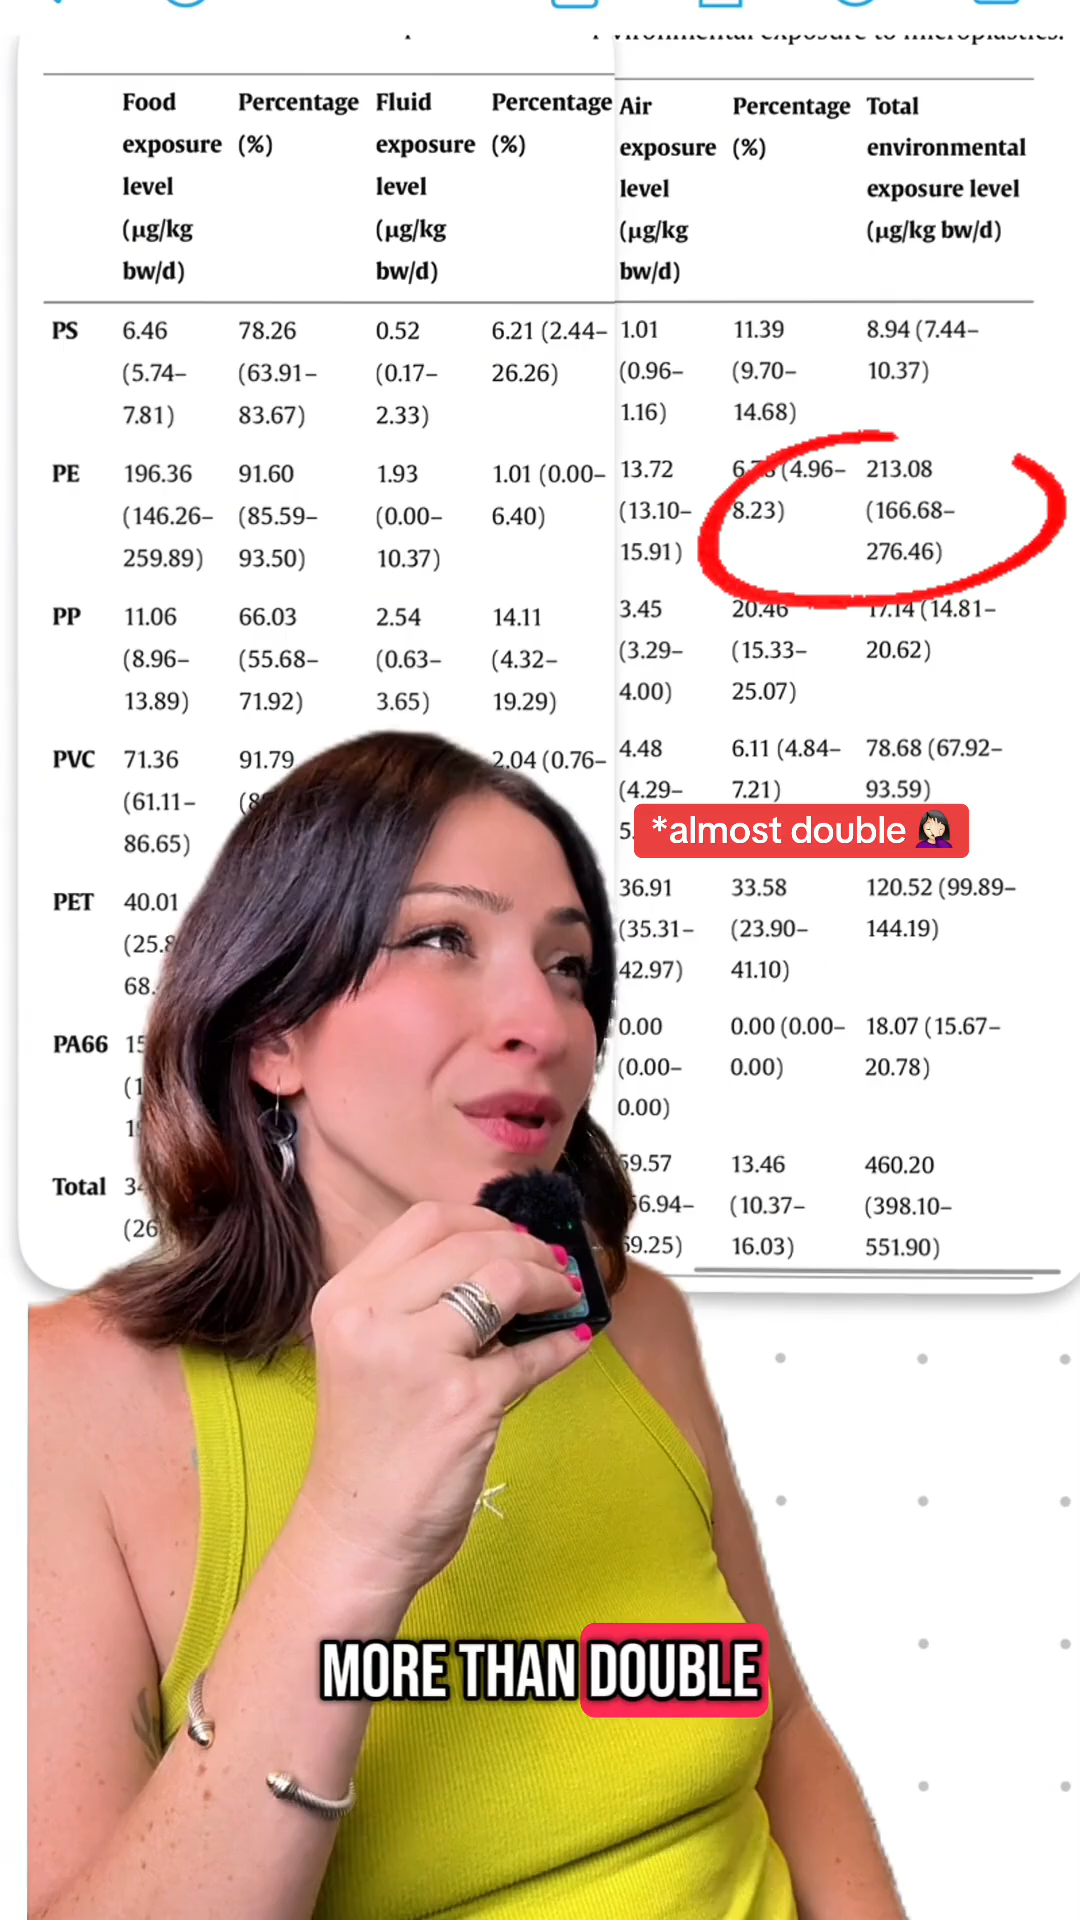 vironmental exposure to microplastics.
Food Percentage Fluid Percentage Air Percentage Total
exposure (%) exposure (%) exposure (%) environmental
level level level exposure level
(µg/kg (µg/kg (µg/kg (µg/kg bw/d)
bw/d) bw/d) bw/d)
PS 6.46 78.26 0.52 6.21 (2.44– 1.01 11.39 8.94 (7.44–
(5.74– (63.91– (0.17– 26.26) (0.96– (9.70– 10.37)
7.81) 83.67) 2.33) 1.16) 14.68)
PE 196.36 91.60 1.93 1.01 (0.00– 13.72 (4.96– 213.08
(146.26– (85.59– (0.00– 6.40) (13.10– 8.23) (166.68–
259.89) 93.50) 10.37) 15.91) 276.46)
PP 11.06 66.03 2.54 14.11 3.45 20.46 17.14 (14.81–
(8.96– (55.68– (0.63– (4.32– (3.29– (15.33– 20.62)
13.89) 71.92) 3.65) 19.29) 4.00) 25.07)
PVC 71.36 91.79 2.04 (0.76– 4.48 6.11 (4.84– 78.68 (67.92–
(61.11– (4.29– 7.21) 93.59)
86.65)
*almost double 🤦🏻‍♀️
PET 40.01 36.91 33.58 120.52 (99.89–
(35.31– (23.90– 144.19)
42.97) 41.10)
PA66 0.00 0.00 (0.00– 18.07 (15.67–
(0.00– 0.00) 20.78)
0.00)
Total 59.57 13.46 460.20
(10.37– (398.10–
16.03) 551.90)
MORE THAN DOUBLE